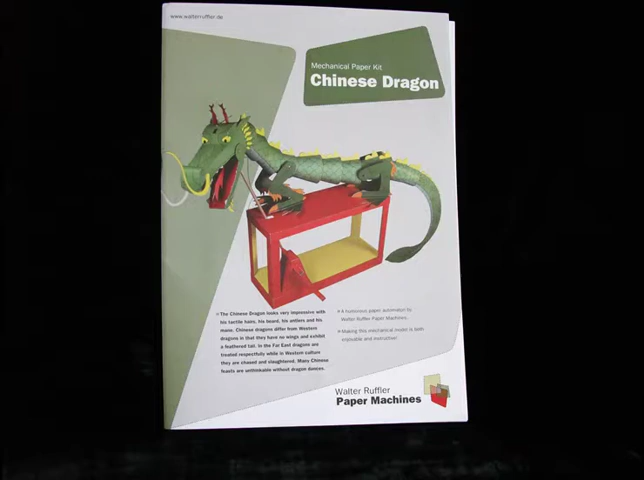 www.walterruffler.de
Mechanical Paper Kit
Chinese Dragon
The Chinese Dragon looks very impressive with
his tactile hairs, his beard, his antlers and his
mane. Chinese dragons differ from Western
dragons in that they have no wings and exhibit
a feathered tail. In the Far East dragons are
treated respectfully while in Western culture
they are chased and slaughtered. Many Chinese
feasts are unthinkable without dragon dances.
A humorous paper automaton by
Walter Ruffler Paper Machines.
Making this mechanical model is both
enjoyable and instructive!
Walter Ruffler
Paper Machines